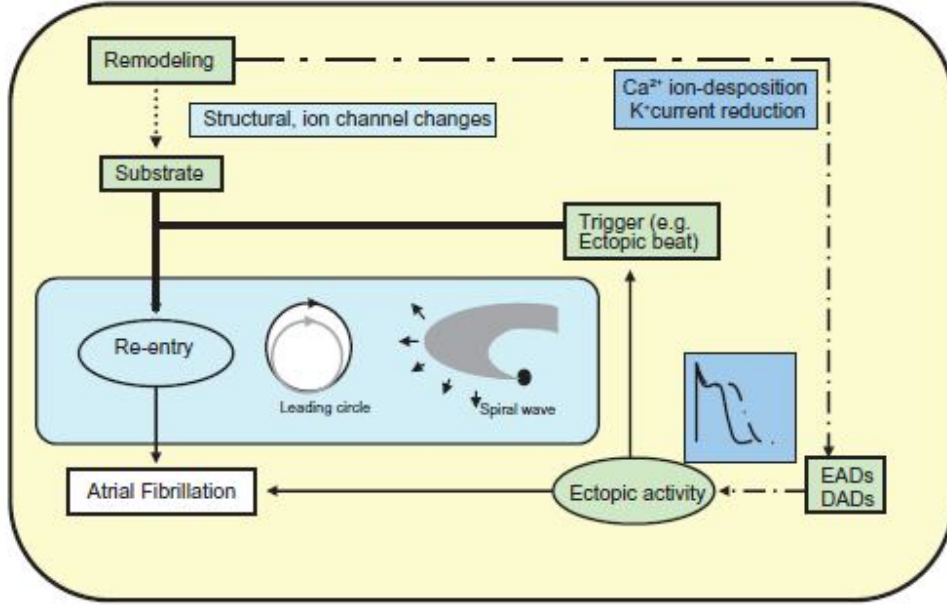 Remodeling
Ca²⁺ ion-desposition
K⁺current reduction
Structural, ion channel changes
Substrate
Trigger (e.g.
Ectopic beat)
Re-entry
Leading circle
Spiral wave
Atrial Fibrillation
Ectopic activity
EADs
DADs